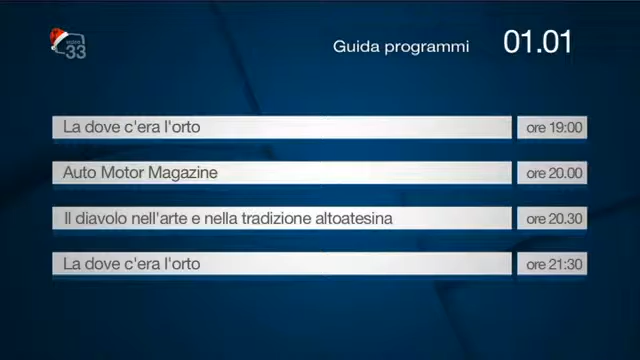 33
Guida programmi 01.01
La dove c'era l'orto ore 19:00
Auto Motor Magazine ore 20.00
Il diavolo nell'arte e nella tradizione altoatesina ore 20.30
La dove c'era l'orto ore 21:30